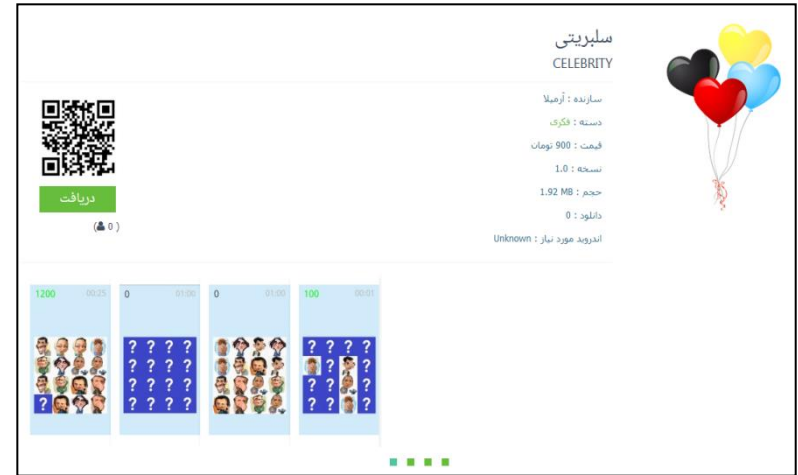 سلبریتی
CELEBRITY
سازنده : آرمیلا
دسته : فکری
قیمت : 900 تومان
نسخه : 1.0
حجم : 1.92 MB
دانلود : 0
اندروید مورد نیاز : Unknown
دریافت
( 0 )
1200 00:25
0 01:00
0 01:00
100 00:01
? ? ? ?
? ? ? ?
? ? ? ?
? ? ? ?
? ? ? ?
? ?
? ? ?
? ? ?
?